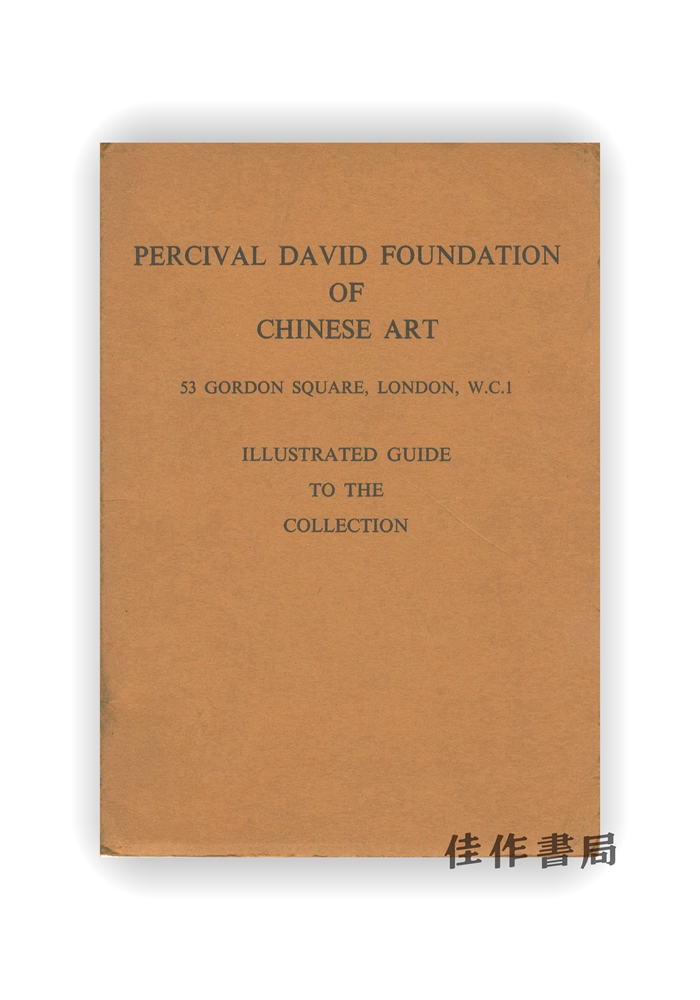 PERCIVAL DAVID FOUNDATION
OF
CHINESE ART
53 GORDON SQUARE, LONDON, W.C.1
ILLUSTRATED GUIDE
TO THE
COLLECTION
佳作書局